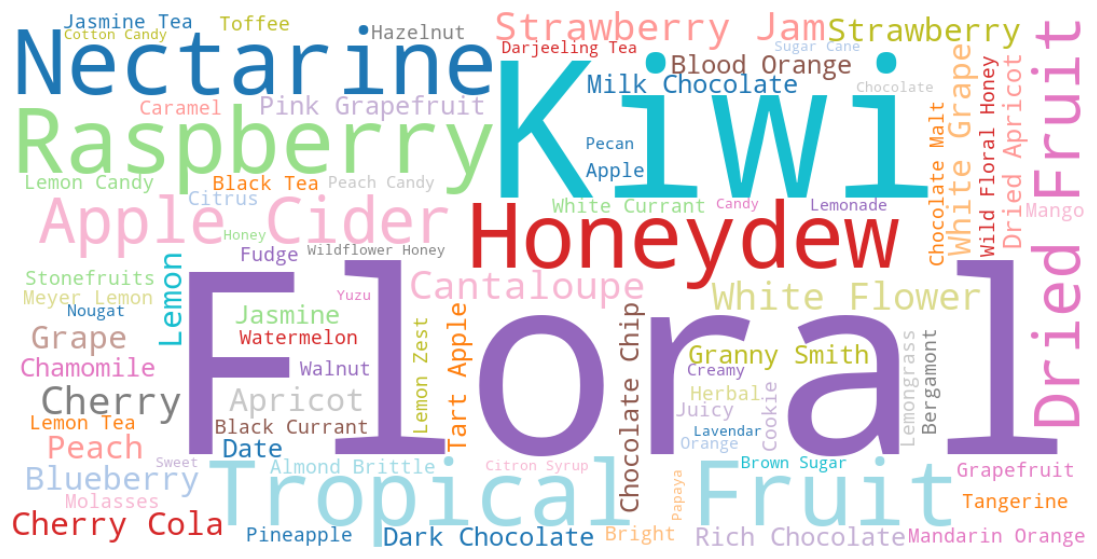 Jasmine Tea
Toffee
Cotton Candy
Nectarine
Hazelnut
Strawberry Jam
Strawberry
Darjeeling Tea
Sugar Cane
Blood Orange
Milk Chocolate
Chocolate
Kiwi
Caramel
Pink Grapefruit
Raspberry
Pecan
Apple
Chocolate Malt
White Grape
Wild Floral Honey
Dried Apricot
Dried Fruit
Lemon Candy
Black Tea
Peach Candy
Citrus
White Currant
Candy
Lemonade
Mango
Apple Cider
Honey
Wildflower Honey
Fudge
Honeydew
Stonefruits
Lemon
Meyer Lemon
Yuzu
Cantaloupe
White Flower
Nougat
Jasmine
Grape
Watermelon
Floral
Lemon Zest
Tart Apple
Chocolate Chip
Granny Smith
Lemongrass
Bergamont
Chamomile
Walnut
Creamy
Cherry
Apricot
Herbal
Juicy
Cookie
Lemon Tea
Black Currant
Lavendar
Orange
Peach
Date
Sweet
Almond Brittle
Citron Syrup
Brown Sugar
Grapefruit
Blueberry
Tropical Fruit
Papaya
Molasses
Tangerine
Cherry Cola
Pineapple
Dark Chocolate
Bright
Rich Chocolate
Mandarin Orange